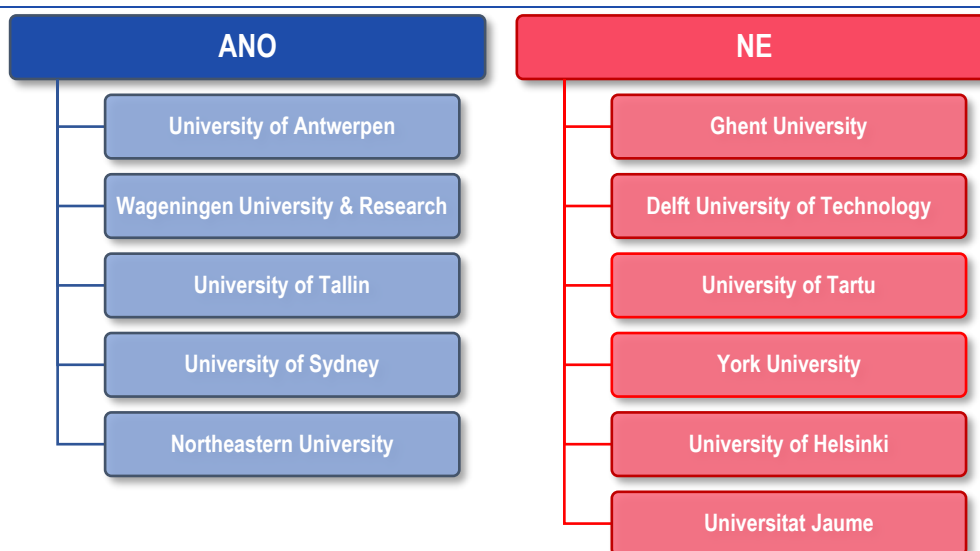 ANO
University of Antwerpen
Wageningen University & Research
University of Tallin
University of Sydney
Northeastern University
NE
Ghent University
Delft University of Technology
University of Tartu
York University
University of Helsinki
Universitat Jaume